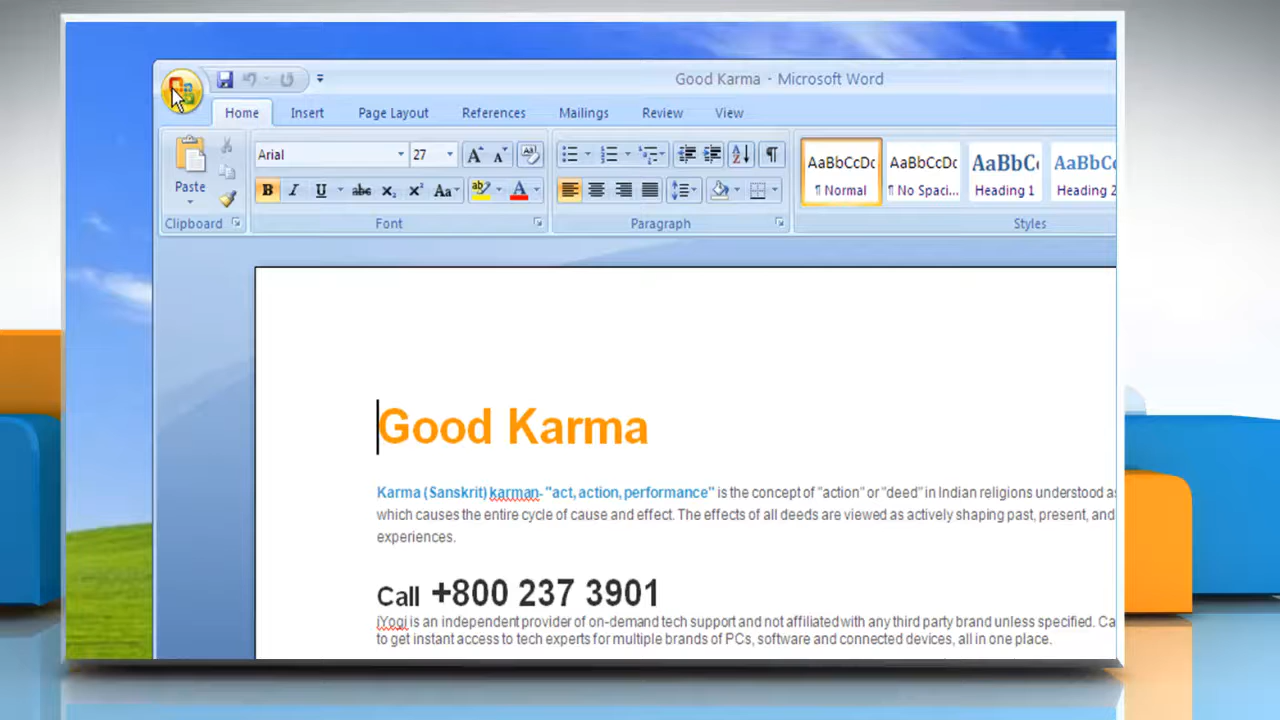 Good Karma - Microsoft Word
Home Insert Page Layout References Mailings Review View
Arial 27
AaBbCcDc AaBbCcDc AaBbC AaBbCc
Paste
B I U abc X₂ X² Aa ab A
¶ Normal ¶ No Spaci... Heading 1 Heading 2
Clipboard Font Paragraph Styles
Good Karma
Karma (Sanskrit) karman- "act, action, performance" is the concept of "action" or "deed" in Indian religions understood as
which causes the entire cycle of cause and effect. The effects of all deeds are viewed as actively shaping past, present, and
experiences.
Call +800 237 3901
iYogi is an independent provider of on-demand tech support and not affiliated with any third party brand unless specified. Ca
to get instant access to tech experts for multiple brands of PCs, software and connected devices, all in one place.